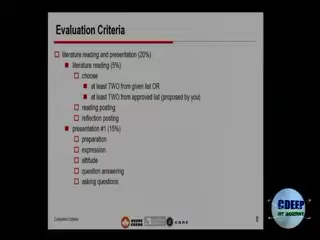 Evaluation Criteria
literature reading and presentation (20%)
literature reading (5%)
choose
at least TWO from given list OR
at least TWO from approved list (proposed by you)
reading posting
reflection posting
presentation #1 (15%)
preparation
expression
attitude
question answering
asking questions
Evaluation Criteria
CDEEP
IIT BOMBAY